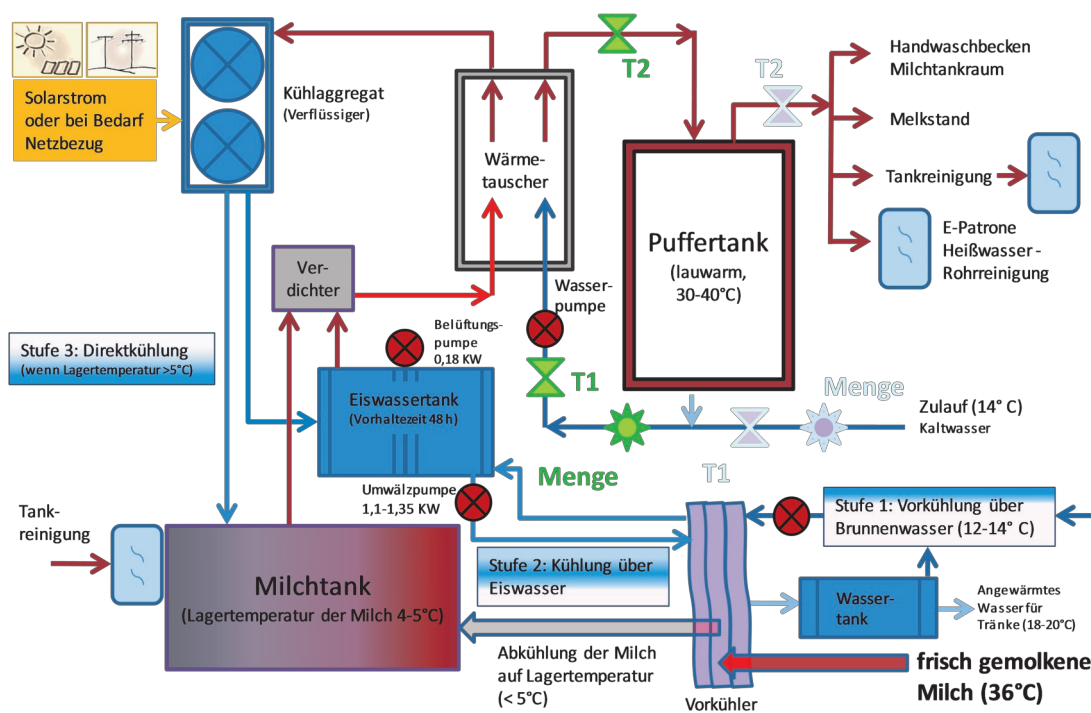 Solarstrom
oder bei Bedarf
Netzbezug
Kühlaggregat
(Verflüssiger)
T2
T2
Handwaschbecken
Milchtankraum
Melkstand
Tankreinigung
E-Patrone
Heißwasser -
Rohrreinigung
Wärme-
tauscher
Puffertank
(lauwarm,
30-40°C)
Ver-
dichter
Wasser-
pumpe
Belüftungs-
pumpe
0,18 KW
Stufe 3: Direktkühlung
(wenn Lagertemperatur >5°C)
T1
Menge
Zulauf (14° C)
Kaltwasser
Eiswassertank
(Vorhaltezeit 48 h)
Menge
T1
Umwälzpumpe
1,1-1,35 KW
Tank-
reinigung
Stufe 1: Vorkühlung über
Brunnenwasser (12-14° C)
Stufe 2: Kühlung über
Eiswasser
Milchtank
(Lagertemperatur der Milch 4-5°C)
Wasser-
tank
Angewärmtes
Wasser für
Tränke (18-20°C)
Abkühlung der Milch
auf Lagertemperatur
(< 5°C)
Vorkühler
frisch gemolkene
Milch (36°C)